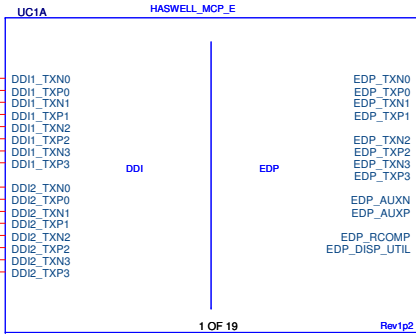 UC1A
HASWELL_MCP_E
DDI1_TXN0
DDI1_TXP0
DDI1_TXN1
DDI1_TXP1
DDI1_TXN2
DDI1_TXP2
DDI1_TXN3
DDI1_TXP3
DDI2_TXN0
DDI2_TXP0
DDI2_TXN1
DDI2_TXP1
DDI2_TXN2
DDI2_TXP2
DDI2_TXN3
DDI2_TXP3
DDI
EDP
EDP_TXN0
EDP_TXP0
EDP_TXN1
EDP_TXP1
EDP_TXN2
EDP_TXP2
EDP_TXN3
EDP_TXP3
EDP_AUXN
EDP_AUXP
EDP_RCOMP
EDP_DISP_UTIL
1 OF 19
Rev1p2